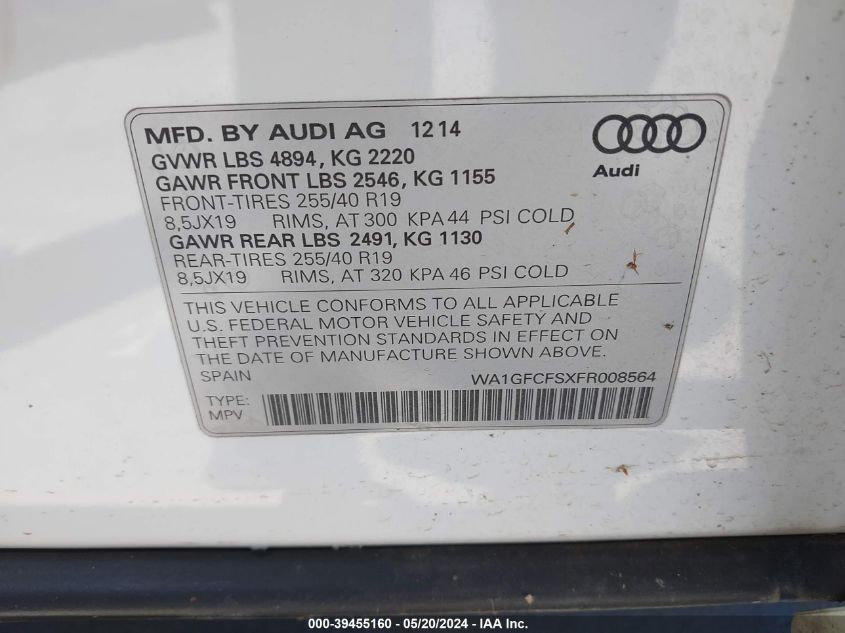 MFD. BY AUDI AG 12 14
GVWR LBS 4894, KG 2220
GAWR FRONT LBS 2546, KG 1155
FRONT-TIRES 255/40 R19
8,5JX19 RIMS, AT 300 KPA 44 PSI COLD
GAWR REAR LBS 2491, KG 1130
REAR-TIRES 255/40 R19
8,5JX19 RIMS, AT 320 KPA 46 PSI COLD
Audi
THIS VEHICLE CONFORMS TO ALL APPLICABLE
U.S. FEDERAL MOTOR VEHICLE SAFETY AND
THEFT PREVENTION STANDARDS IN EFFECT ON
THE DATE OF MANUFACTURE SHOWN ABOVE.
SPAIN WA1GFCFSXFR008564
TYPE:
MPV
000-39455160 - 05/20/2024 - IAA Inc.